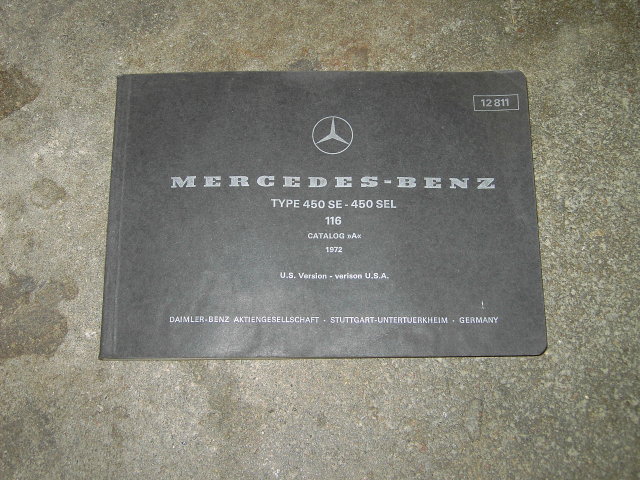 12 811
MERCEDES-BENZ
TYPE 450 SE - 450 SEL
116
CATALOG »A«
1972
U.S. Version - verison U.S.A.
DAIMLER-BENZ AKTIENGESELLSCHAFT · STUTTGART-UNTERTUERKHEIM · GERMANY